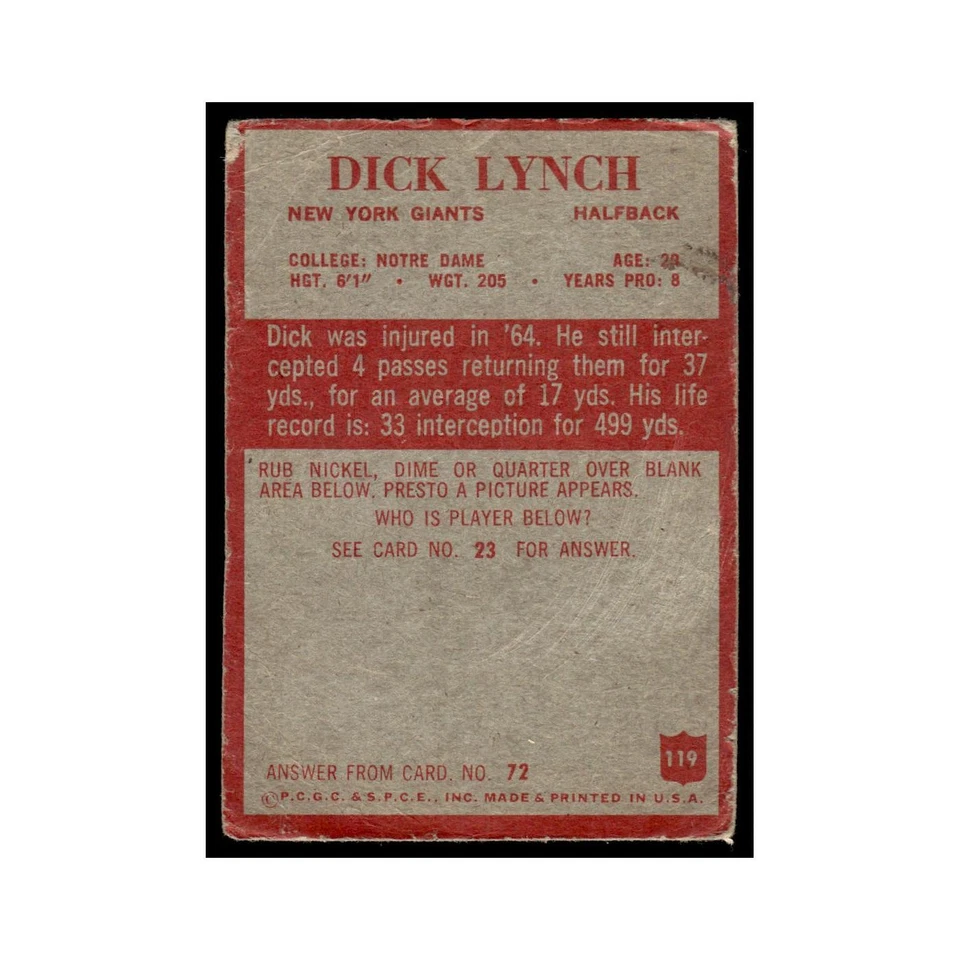 DICK LYNCH
NEW YORK GIANTS HALFBACK
COLLEGE: NOTRE DAME AGE:
HGT. 6'1" • WGT. 205 • YEARS PRO: 8
Dick was injured in '64. He still inter-
cepted 4 passes returning them for 37
yds., for an average of 17 yds. His life
record is: 33 interception for 499 yds.
RUB NICKEL, DIME OR QUARTER OVER BLANK
AREA BELOW. PRESTO A PICTURE APPEARS.
WHO IS PLAYER BELOW?
SEE CARD NO. 23 FOR ANSWER.
119
ANSWER FROM CARD. NO. 72
©P.C.G.C. & S.P.C.E., INC. MADE & PRINTED IN U.S.A.